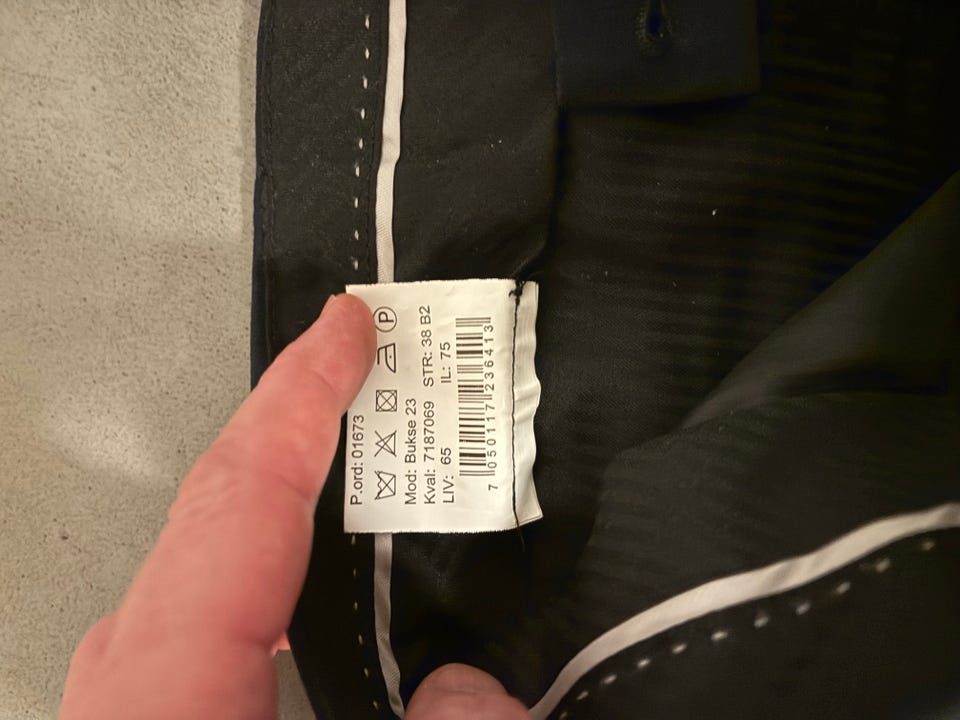 P.ord: 01673
P
Mod: Bukse 23
Kval: 7187069 STR: 38 B2
LIV: 65 IL: 75
7 050117 236413